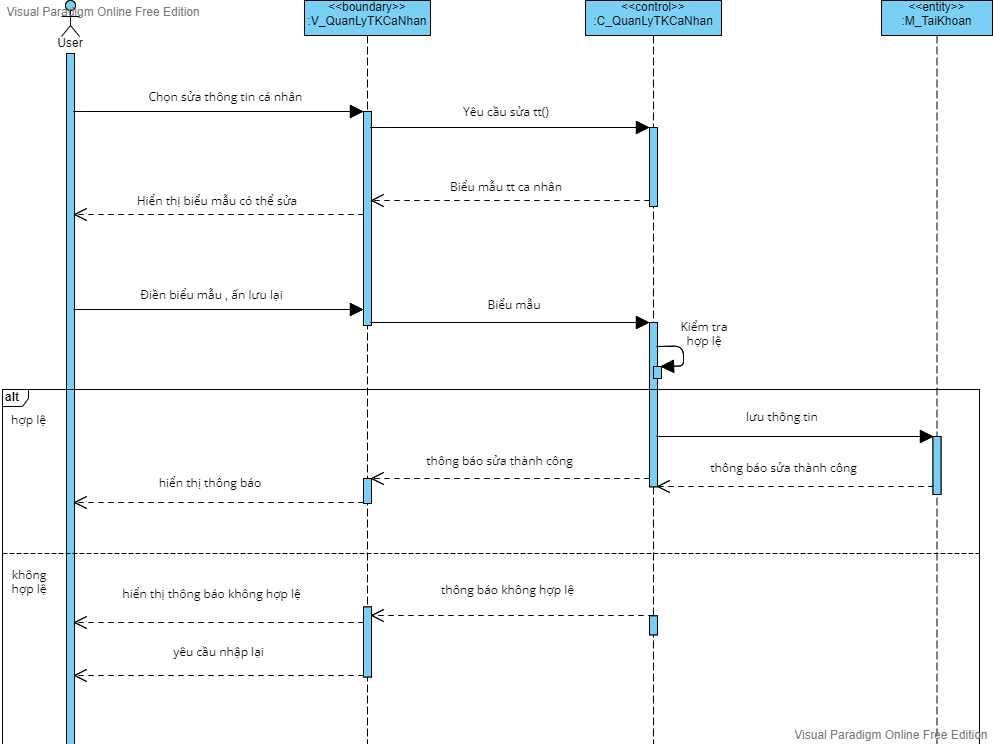 Visual Paradigm Online Free Edition
User
<<boundary>>
:V_QuanLyTKCaNhan
<<control>>
:C_QuanLyTKCaNhan
<<entity>>
:M_TaiKhoan
Chọn sửa thông tin cá nhân
Yêu cầu sửa tt()
Biểu mẫu tt ca nhân
Hiển thị biểu mẫu có thể sửa
Điền biểu mẫu , ấn lưu lại
Biểu mẫu
Kiểm tra
hợp lệ
alt
hợp lệ
lưu thông tin
thông báo sửa thành công
thông báo sửa thành công
hiển thị thông báo
không
hợp lệ
thông báo không hợp lệ
hiển thị thông báo không hợp lệ
yêu cầu nhập lại
Visual Paradigm Online Free Edition